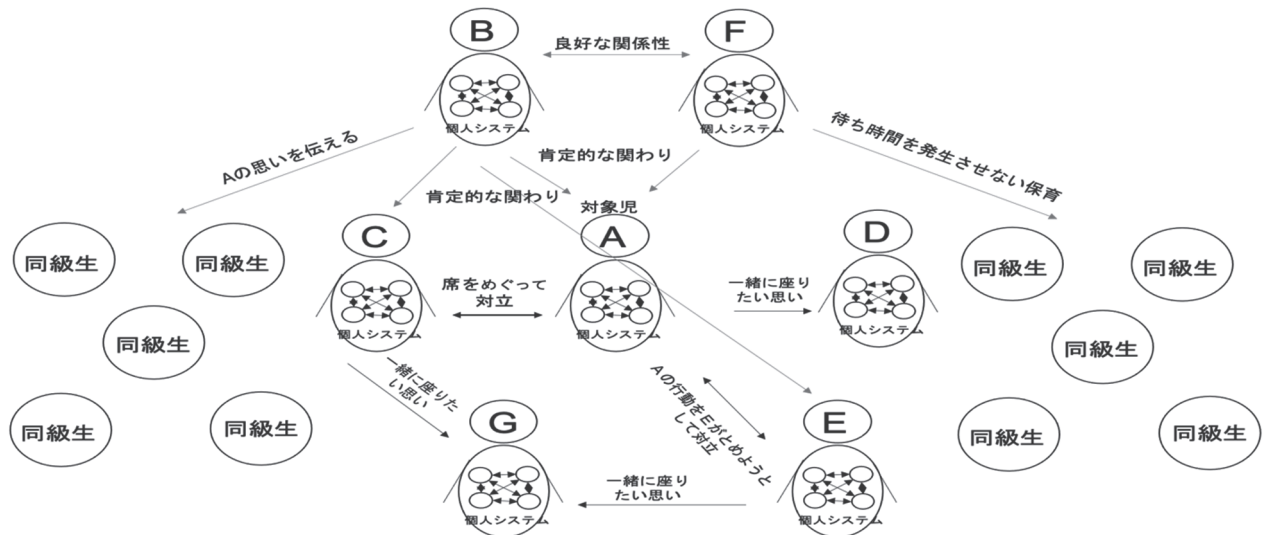 B
F
良好な関係性
個人システム
個人システム
Aの思いを伝える
肯定的な関わり
待ち時間を発生させない保育
肯定的な関わり
対象児
C
A
D
同級生
同級生
同級生
同級生
席をめぐって
対立
一緒に座り
たい思い
個人システム
個人システム
個人システム
同級生
同級生
一緒に座りた
い思い
Aの行動をEがとめようと
して対立
G
E
同級生
同級生
同級生
同級生
一緒に座り
たい思い
個人システム
個人システム